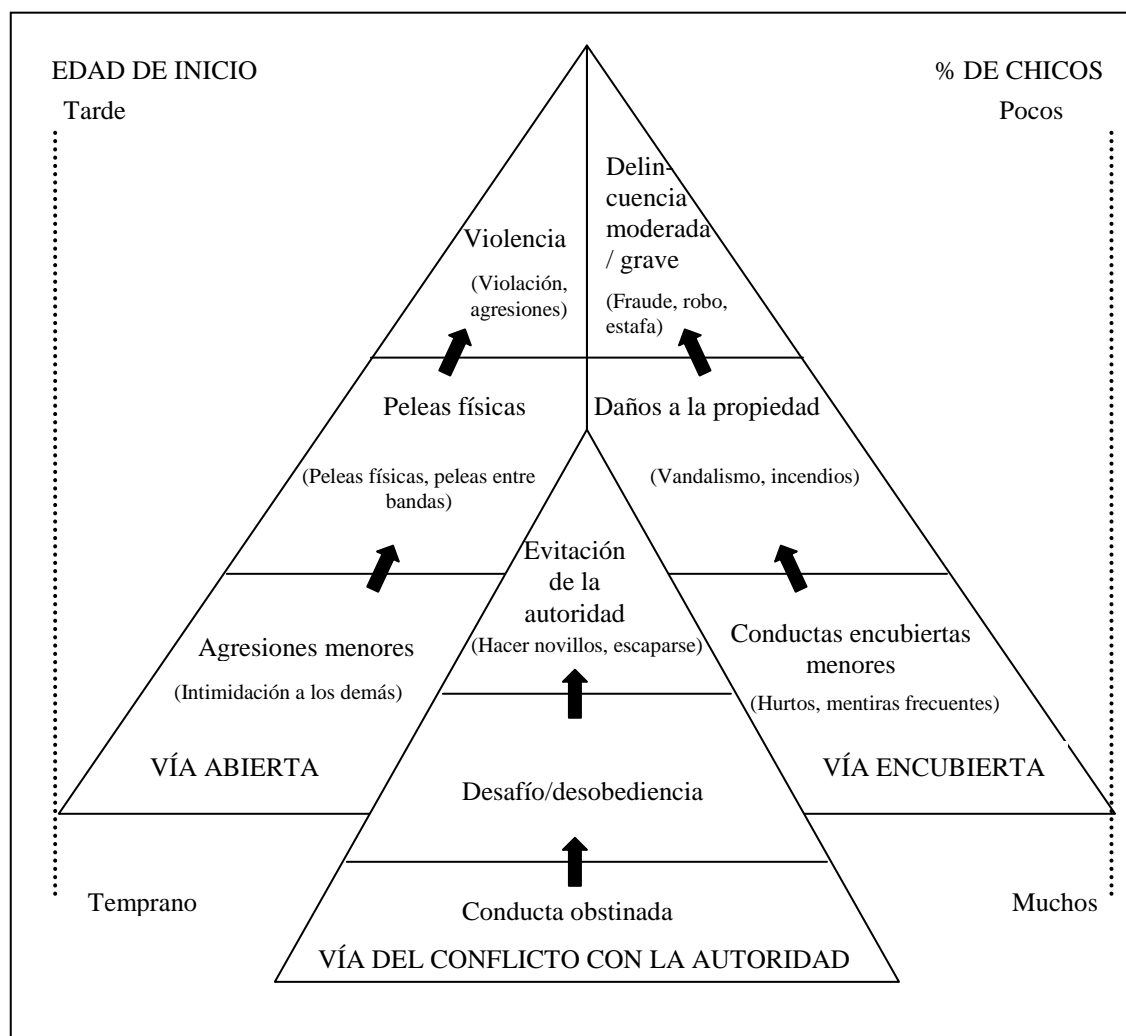 EDAD DE INICIO
Tarde
% DE CHICOS
Pocos
Violencia
(Violación,
agresiones)
Delin-
cuencia
moderada
/ grave
(Fraude, robo,
estafa)
Peleas físicas
(Peleas físicas, peleas entre
bandas)
Daños a la propiedad
(Vandalismo, incendios)
Evitación
de la
autoridad
(Hacer novillos, escaparse)
Agresiones menores
(Intimidación a los demás)
VÍA ABIERTA
Conductas encubiertas
menores
(Hurtos, mentiras frecuentes)
VÍA ENCUBIERTA
Desafío/desobediencia
Temprano
Muchos
Conducta obstinada
VÍA DEL CONFLICTO CON LA AUTORIDAD